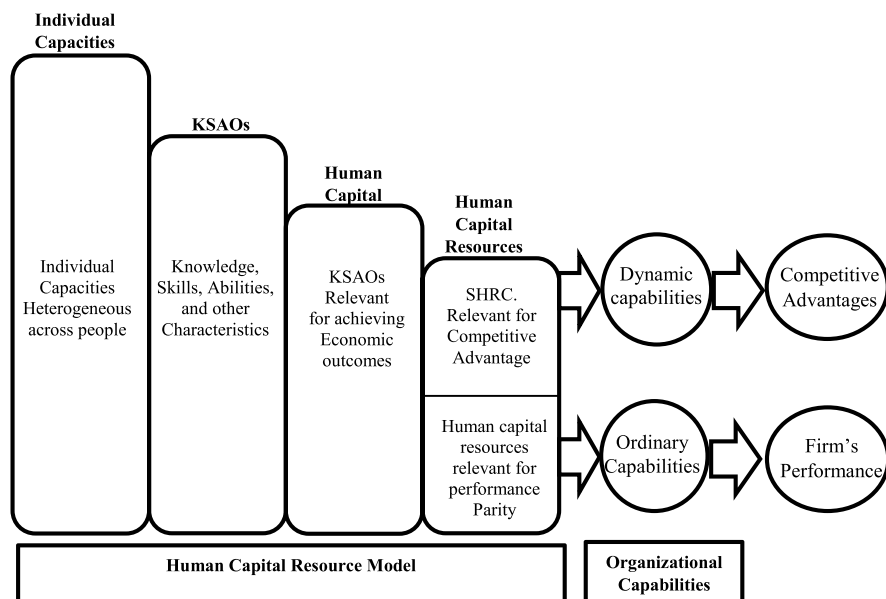 Individual
Capacities
Individual
Capacities
Heterogeneous
across people
KSAOs
Knowledge,
Skills, Abilities,
and other
Characteristics
Human
Capital
KSAOs
Relevant
for achieving
Economic
outcomes
Human
Capital
Resources
SHRC.
Relevant for
Competitive
Advantage
Human capital
resources
relevant for
performance
Parity
Dynamic
capabilities
Competitive
Advantages
Ordinary
Capabilities
Firm's
Performance
Human Capital Resource Model
Organizational
Capabilities